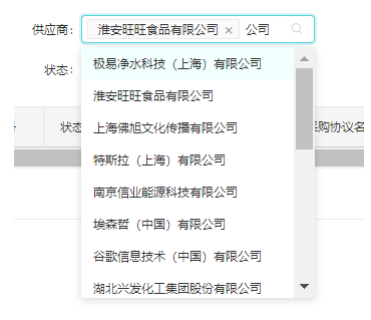 供应商： 淮安旺旺食品有限公司 × 公司
状态：
极易净水科技（上海）有限公司
淮安旺旺食品有限公司
状态
采购协议名
上海佛旭文化传播有限公司
特斯拉（上海）有限公司
南京信业能源科技有限公司
埃森哲（中国）有限公司
谷歌信息技术（中国）有限公司
湖北兴发化工集团股份有限公司